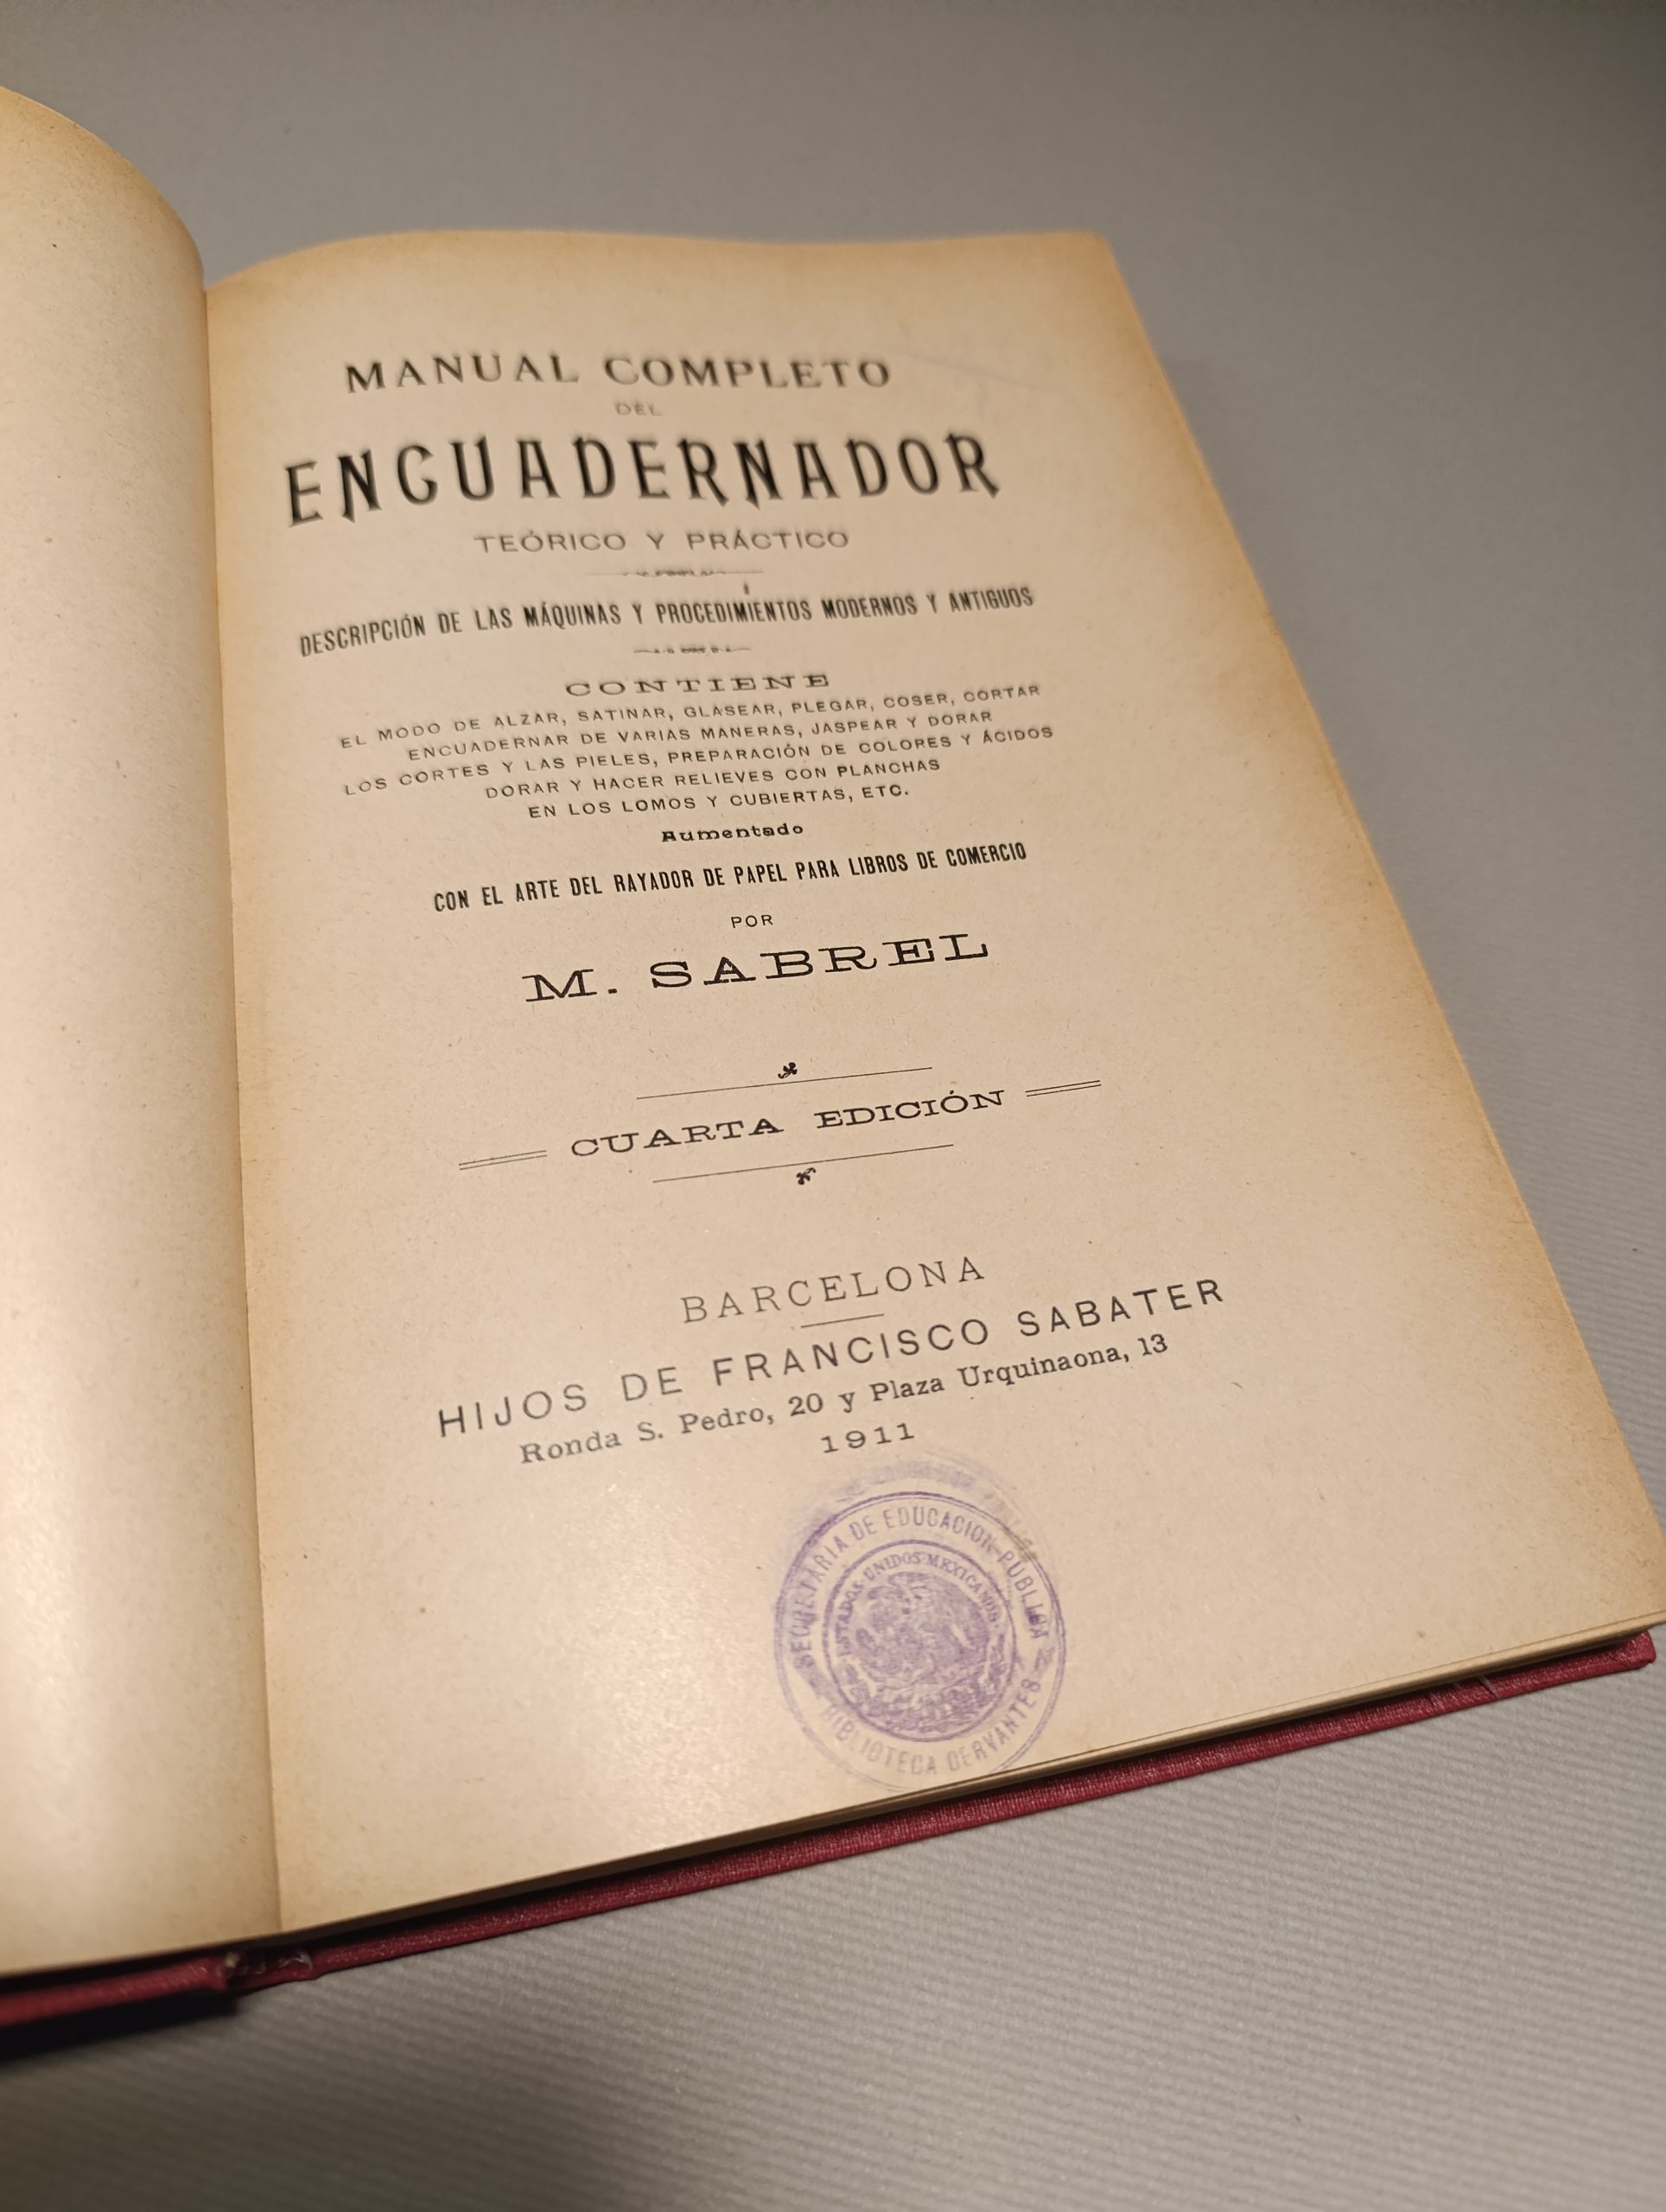 MANUAL COMPLETO
DEL
ENCUADERNADOR
TEÓRICO Y PRÁCTICO
DESCRIPCIÓN DE LAS MÁQUINAS Y PROCEDIMIENTOS MODERNOS Y ANTIGUOS
CONTIENE
EL MODO DE ALZAR, SATINAR, GLASEAR, PLEGAR, COSER, CORTAR
ENCUADERNAR DE VARIAS MANERAS, JASPEAR Y DORAR
LOS CORTES Y LAS PIELES, PREPARACIÓN DE COLORES Y ÁCIDOS
DORAR Y HACER RELIEVES CON PLANCHAS
EN LOS LOMOS Y CUBIERTAS, ETC.
Aumentado
CON EL ARTE DEL RAYADOR DE PAPEL PARA LIBROS DE COMERCIO
POR
M. SABREL
CUARTA EDICIÓN
BARCELONA
HIJOS DE FRANCISCO SABATER
Ronda S. Pedro, 20 y Plaza Urquinaona, 13
1911
SECRETARIA DE EDUCACION PUBLICA
ESTADOS UNIDOS MEXICANOS
BIBLIOTECA CERVANTES